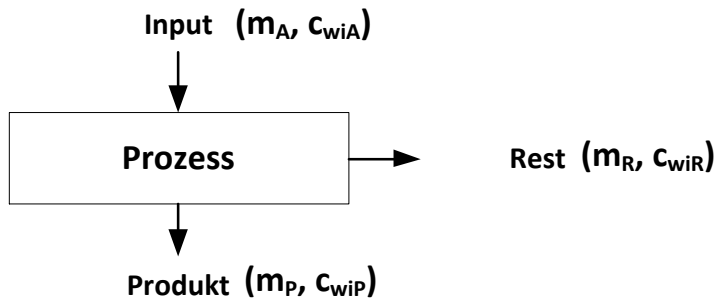 Input (mA, cwiA)
Prozess
Rest (mR, cwiR)
Produkt (mP, cwiP)